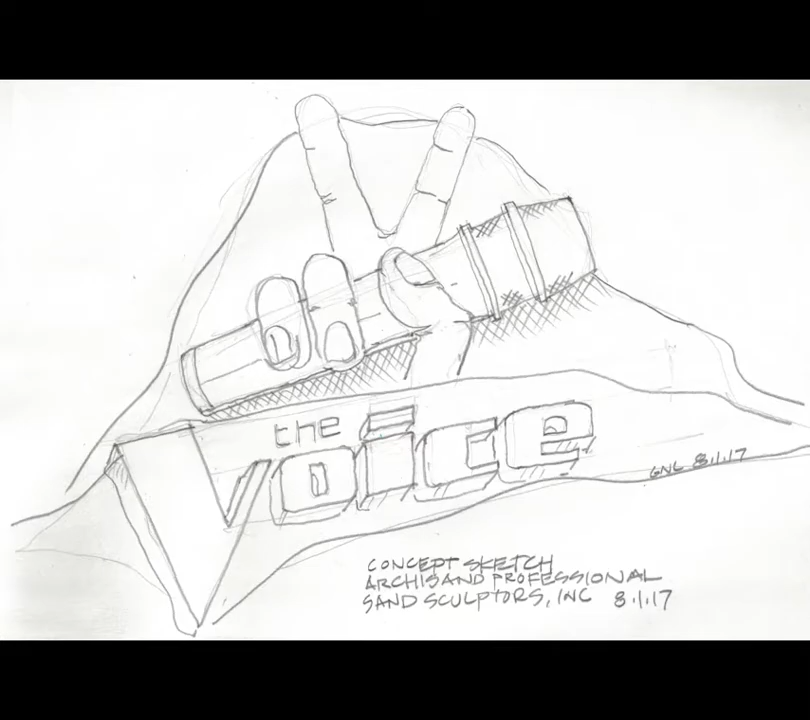 the
Voice
GNL 8.1.17
CONCEPT SKETCH
ARCHISAND PROFESSIONAL
SAND SCULPTORS, INC 8.1.17